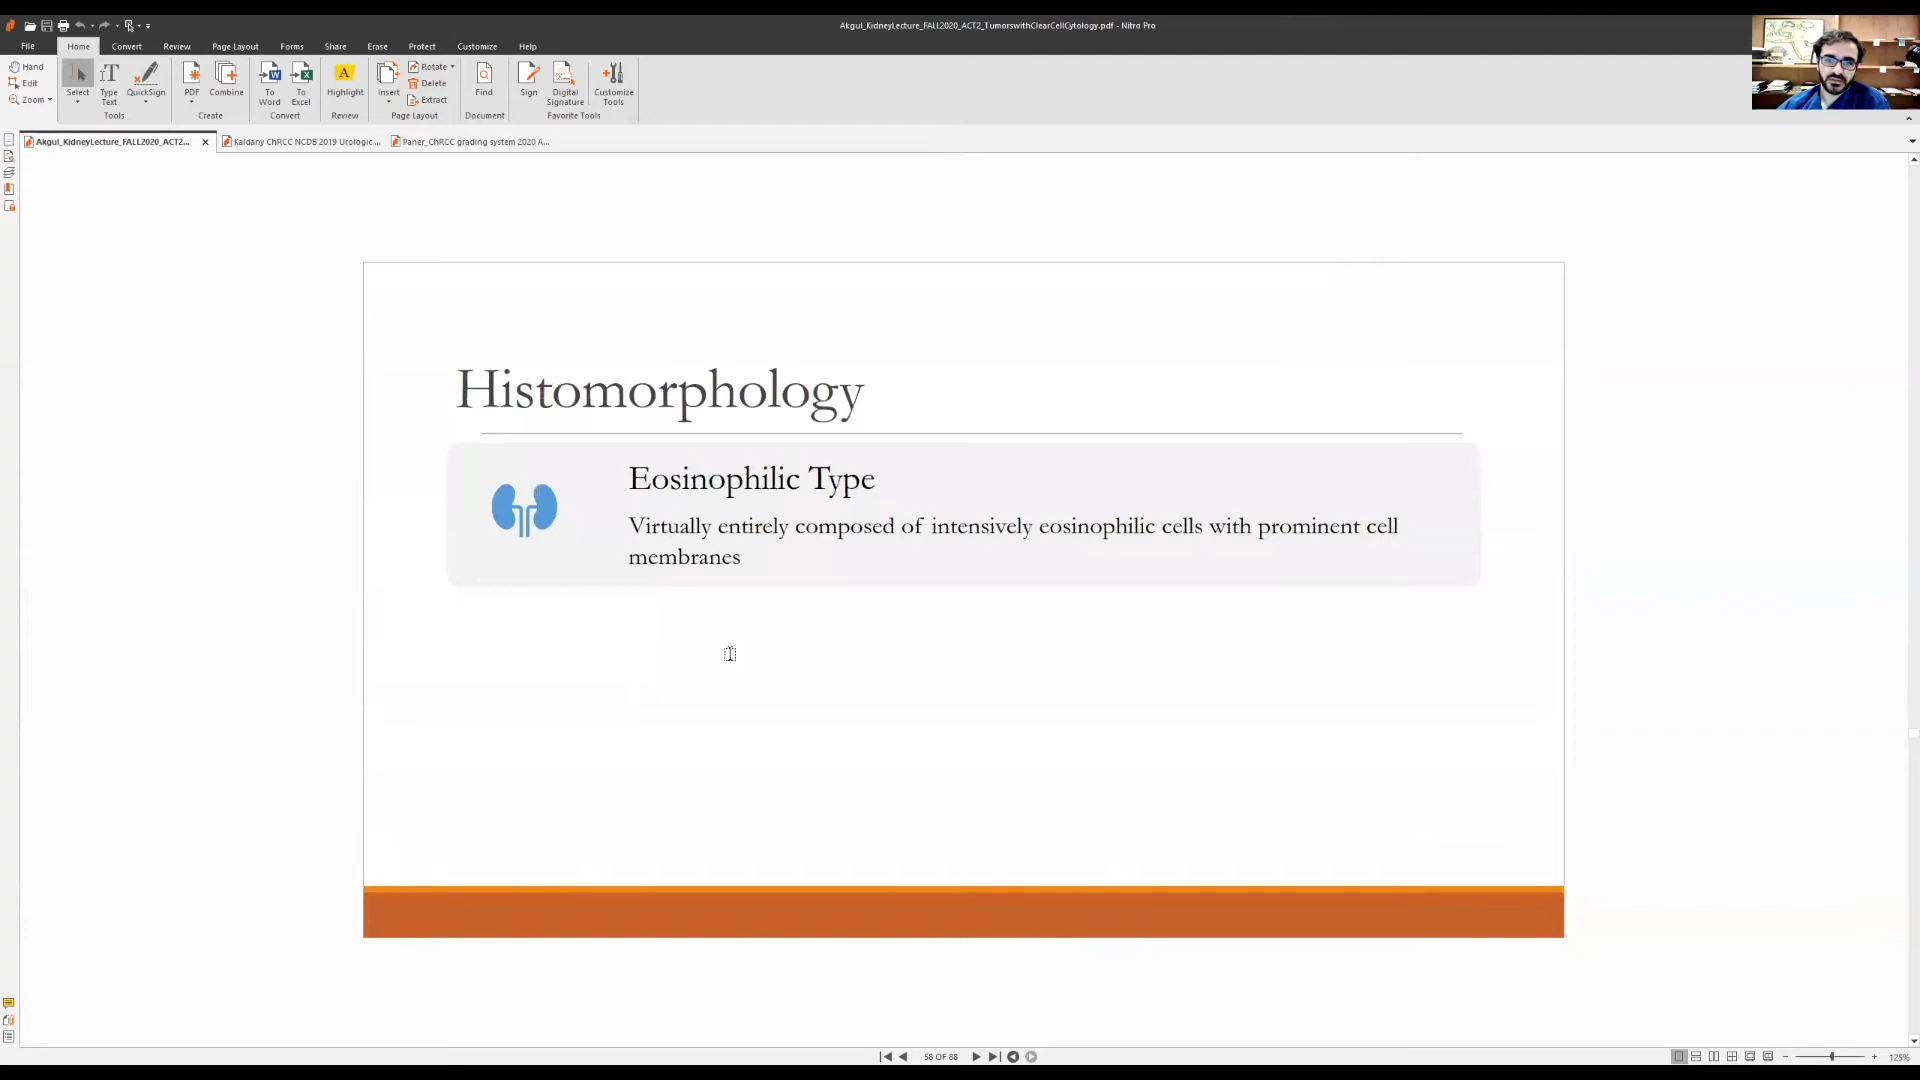 Akgul_KidneyLecture_FALL2020_ACT2_TumorswithClearCellCytology.pdf - Nitro Pro
File Home Convert Review Page Layout Forms Share Erase Protect Customize Help
Hand
Edit
Zoom
Select
Type Text
QuickSign
Tools
PDF
Combine
Create
To Word
To Excel
Convert
Highlight
Review
Insert
Rotate
Delete
Extract
Page Layout
Find
Document
Sign
Digital Signature
Customize Tools
Favorite Tools
Akgul_KidneyLecture_FALL2020_ACT2... Kaldany ChRCC NCDB 2019 Urologic ... Paner_ChRCC grading system 2020 A...
Histomorphology
Eosinophilic Type
Virtually entirely composed of intensively eosinophilic cells with prominent cell
membranes
58 OF 88
125%